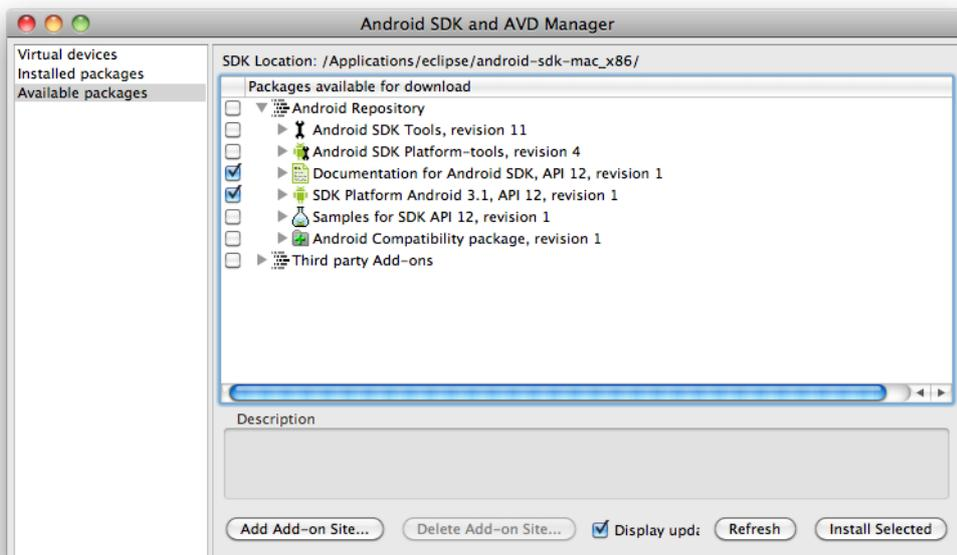 Android SDK and AVD Manager
Virtual devices
Installed packages
Available packages
SDK Location: /Applications/eclipse/android-sdk-mac_x86/
Packages available for download
Android Repository
Android SDK Tools, revision 11
Android SDK Platform-tools, revision 4
Documentation for Android SDK, API 12, revision 1
SDK Platform Android 3.1, API 12, revision 1
Samples for SDK API 12, revision 1
Android Compatibility package, revision 1
Third party Add-ons
Description
Add Add-on Site...
Delete Add-on Site...
Display upda
Refresh
Install Selected